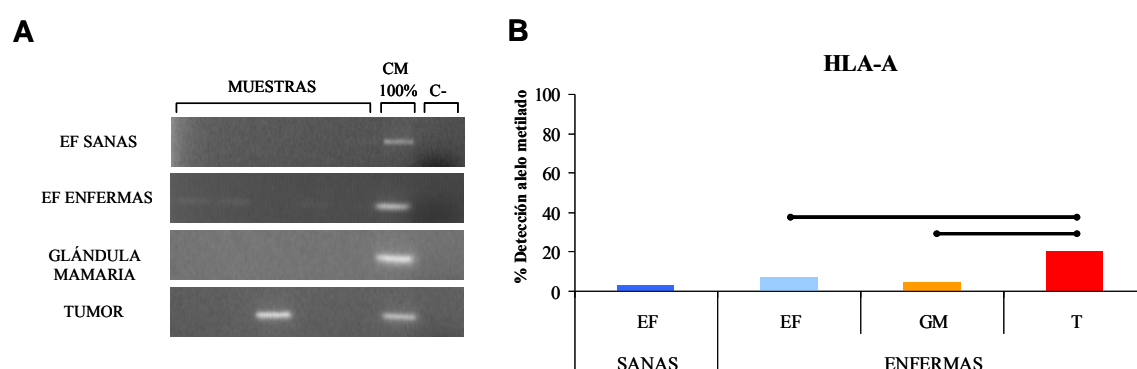 A
MUESTRAS
CM
100%
C-
EF SANAS
EF ENFERMAS
GLÁNDULA
MAMARIA
TUMOR
B
HLA-A
% Detección alelo metilado
100
80
60
40
20
0
EF
EF
GM
T
SANAS
ENFERMAS